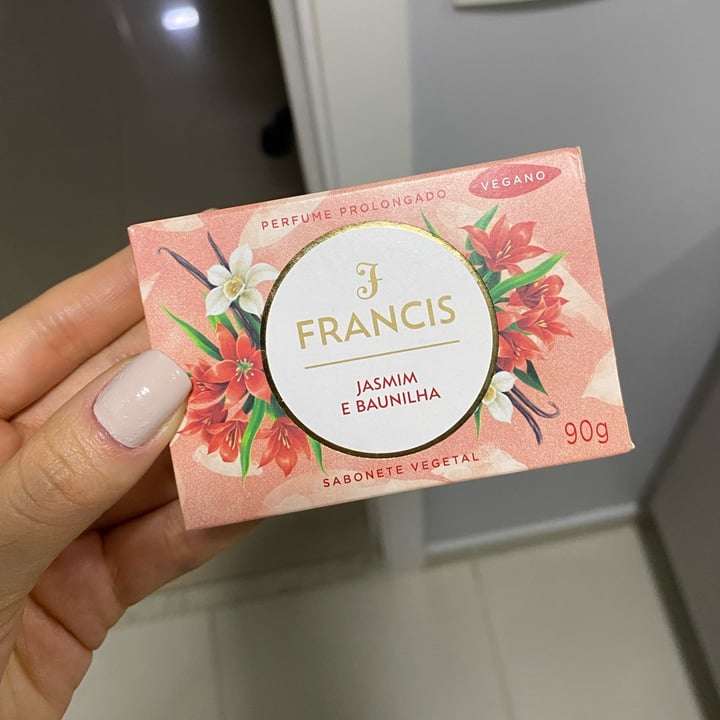 PERFUME PROLONGADO
VEGANO
F
FRANCIS
JASMIM
E BAUNILHA
SABONETE VEGETAL
90g